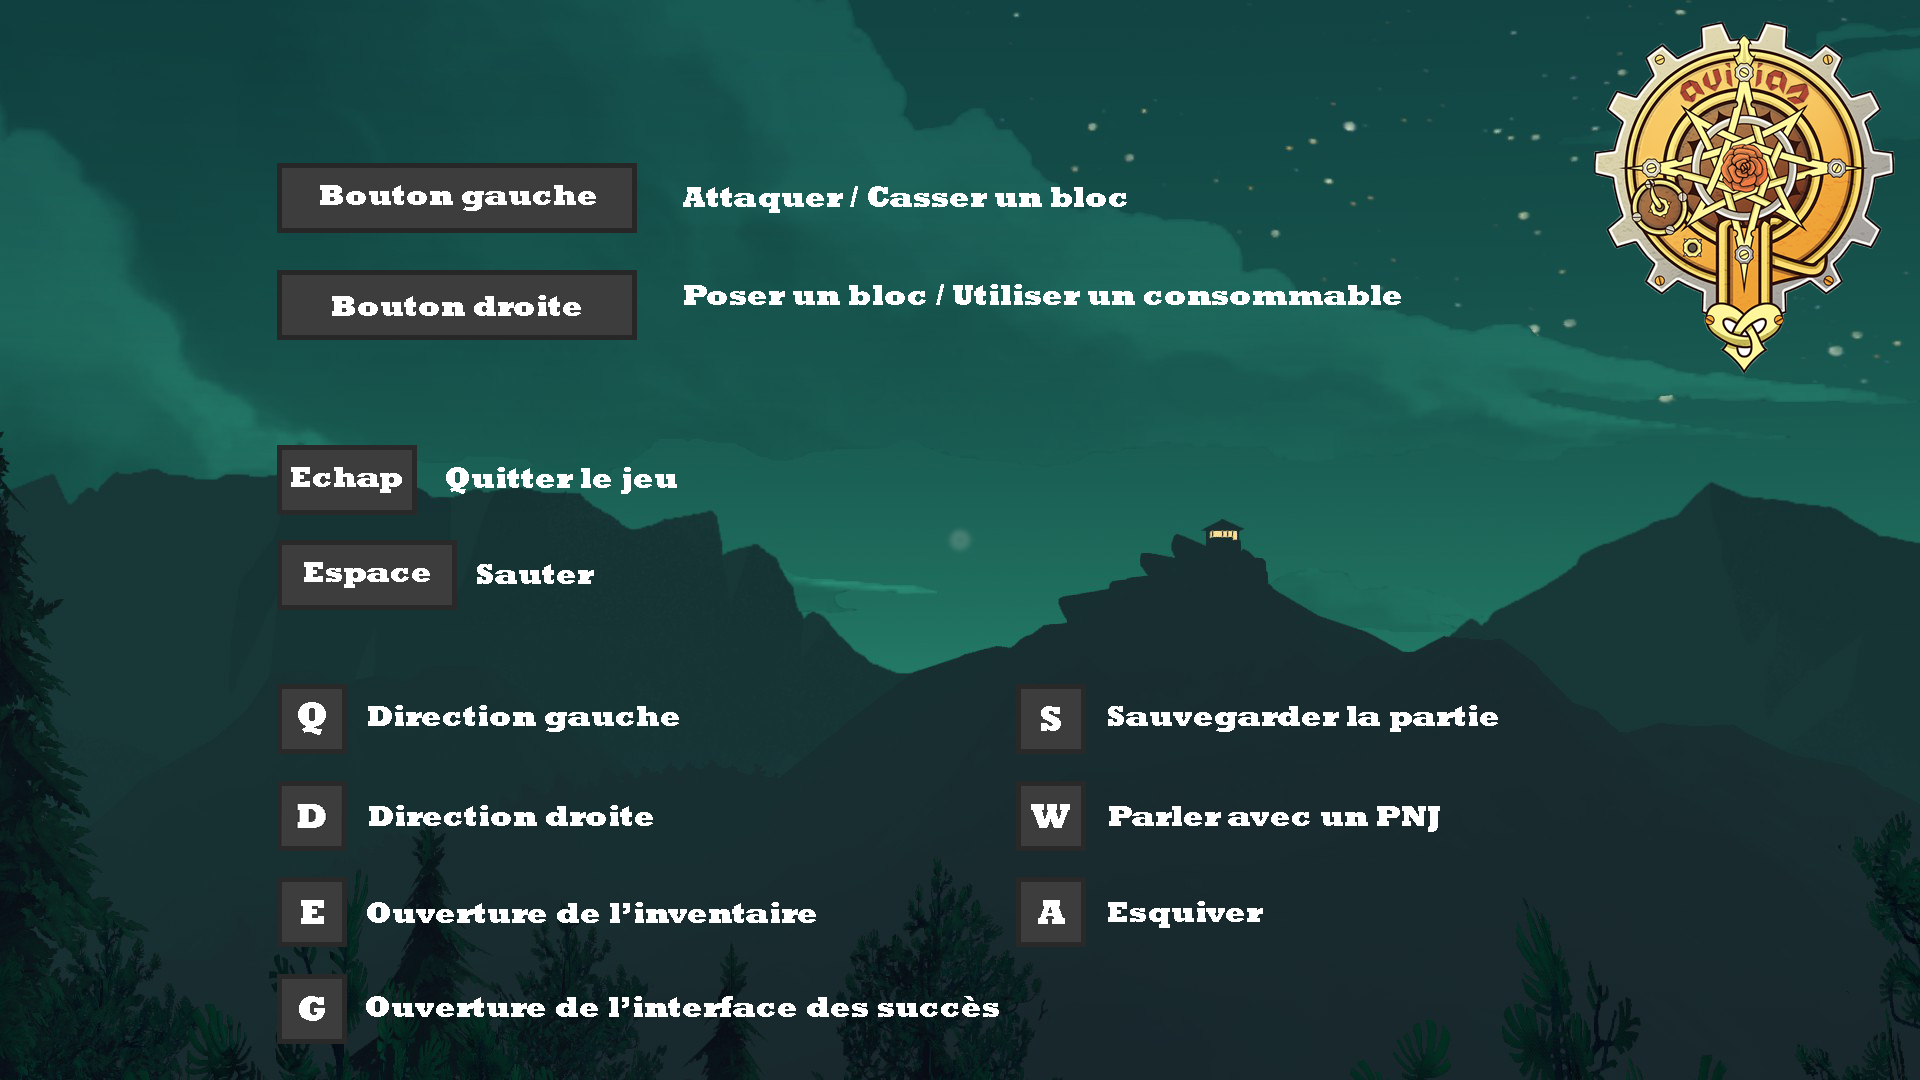 Bouton gauche
Attaquer / Casser un bloc
Bouton droite
Poser un bloc / Utiliser un consommable
Echap
Quitter le jeu
Espace
Sauter
Q
Direction gauche
S
Sauvegarder la partie
D
Direction droite
W
Parler avec un PNJ
E
Ouverture de l'inventaire
A
Esquiver
G
Ouverture de l'interface des succès